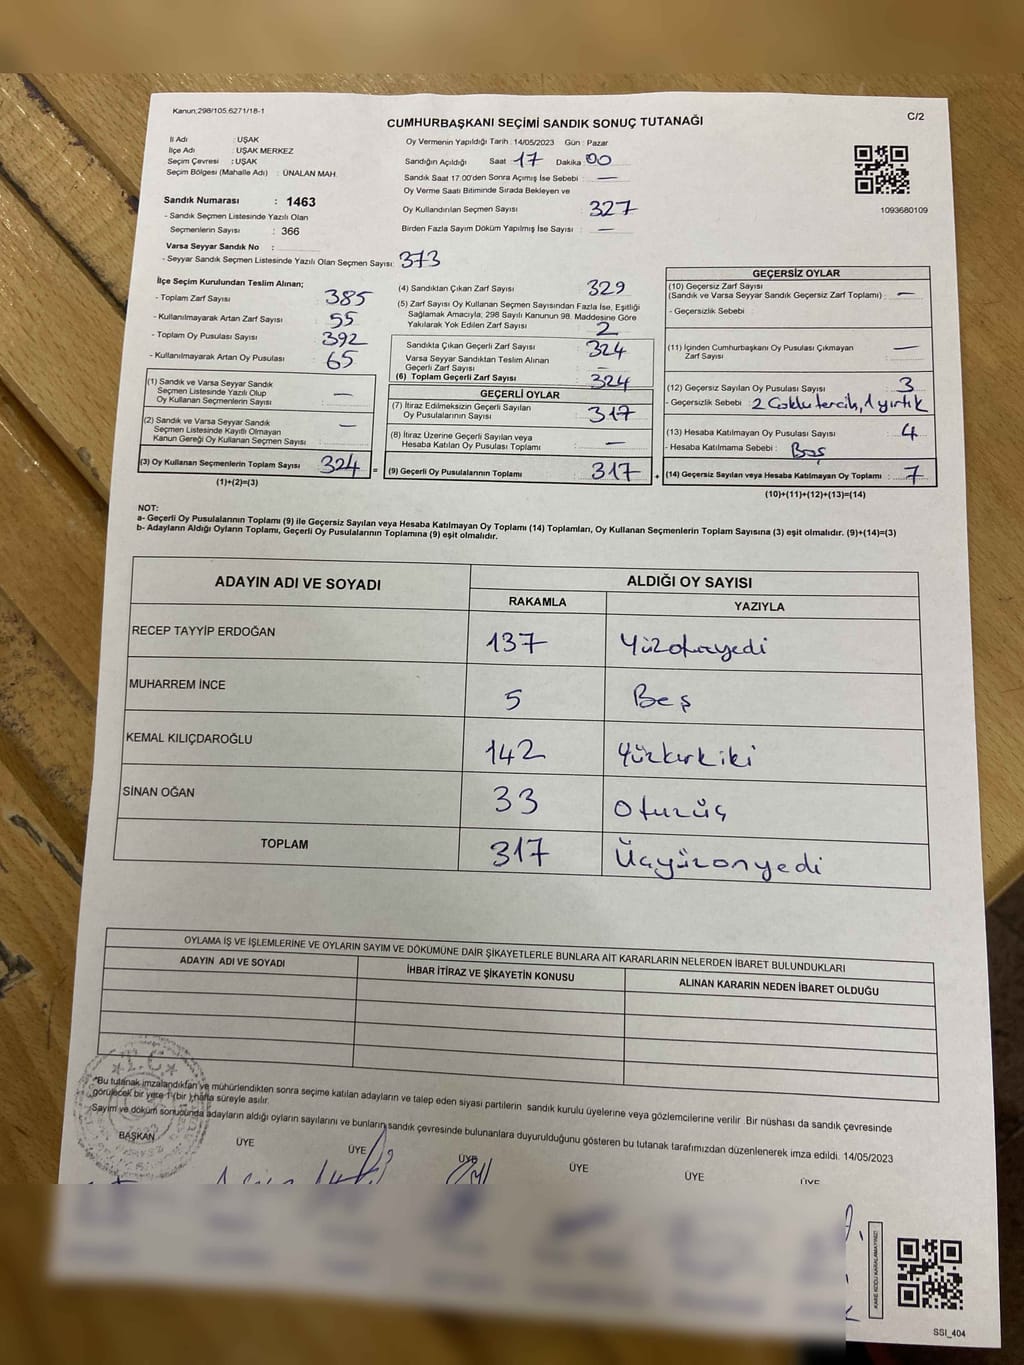 Kanun;298/105.6271/18-1
C/2
CUMHURBAŞKANI SEÇİMİ SANDIK SONUÇ TUTANAĞI
İl Adı : UŞAK
İlçe Adı : UŞAK MERKEZ
Seçim Çevresi : UŞAK
Seçim Bölgesi (Mahalle Adı) : ÜNALAN MAH.
Sandık Numarası : 1463
- Sandık Seçmen Listesinde Yazılı Olan
Seçmenlerin Sayısı : 366
Varsa Seyyar Sandık No :
- Seyyar Sandık Seçmen Listesinde Yazılı Olan Seçmen Sayısı: 373
Oy Vermenin Yapıldığı Tarih : 14/05/2023 Gün : Pazar
Sandığın Açıldığı Saat 17 Dakika 00
Sandık Saat 17:00'den Sonra Açımış İse Sebebi : —
Oy Verme Saati Bitiminde Sırada Bekleyen ve
Oy Kullandırılan Seçmen Sayısı : 327
Birden Fazla Sayım Döküm Yapılmış İse Sayısı : —
1093680109
İlçe Seçim Kurulundan Teslim Alınan;
- Toplam Zarf Sayısı : 385
- Kullanılmayarak Artan Zarf Sayısı : 55
- Toplam Oy Pusulası Sayısı : 392
- Kullanılmayarak Artan Oy Pusulası : 65
(1) Sandık ve Varsa Seyyar Sandık
Seçmen Listesinde Yazılı Olup
Oy Kullanan Seçmenlerin Sayısı : —
(2) Sandık ve Varsa Seyyar Sandık
Seçmen Listesinde Kayıtlı Olmayan
Kanun Gereği Oy Kullanan Seçmen Sayısı : —
(3) Oy Kullanan Seçmenlerin Toplam Sayısı 324 =
(1)+(2)=(3)
(4) Sandıktan Çıkan Zarf Sayısı : 329
(5) Zarf Sayısı Oy Kullanan Seçmen Sayısından Fazla İse, Eşitliği
Sağlamak Amacıyla; 298 Sayılı Kanunun 98. Maddesine Göre
Yakılarak Yok Edilen Zarf Sayısı : 2
Sandıkta Çıkan Geçerli Zarf Sayısı : 324
Varsa Seyyar Sandıktan Teslim Alınan
Geçerli Zarf Sayısı : —
(6) Toplam Geçerli Zarf Sayısı : 324
GEÇERLİ OYLAR
(7) İtiraz Edilmeksizin Geçerli Sayılan
Oy Pusulalarının Sayısı : 317
(8) İtiraz Üzerine Geçerli Sayılan veya
Hesaba Katılan Oy Pusulası Toplamı : —
(9) Geçerli Oy Pusulalarının Toplamı : 317 +
GEÇERSİZ OYLAR
(10) Geçersiz Zarf Sayısı
(Sandık ve Varsa Seyyar Sandık Geçersiz Zarf Toplamı) : —
- Geçersizlik Sebebi
(11) İçinden Cumhurbaşkanı Oy Pusulası Çıkmayan
Zarf Sayısı : —
(12) Geçersiz Sayılan Oy Pusulası Sayısı : 3
- Geçersizlik Sebebi : 2 Çoklu tercih, 1 yırtık
(13) Hesaba Katılmayan Oy Pusulası Sayısı : 4
- Hesaba Katılmama Sebebi : Boş
(14) Geçersiz Sayılan veya Hesaba Katılmayan Oy Toplamı : 7
(10)+(11)+(12)+(13)=(14)
NOT:
a- Geçerli Oy Pusulalarının Toplamı (9) ile Geçersiz Sayılan veya Hesaba Katılmayan Oy Toplamı (14) Toplamları, Oy Kullanan Seçmenlerin Toplam Sayısına (3) eşit olmalıdır. (9)+(14)=(3)
b- Adayların Aldığı Oyların Toplamı, Geçerli Oy Pusulalarının Toplamına (9) eşit olmalıdır.
ADAYIN ADI VE SOYADI ALDIĞI OY SAYISI
RAKAMLA YAZIYLA
RECEP TAYYİP ERDOĞAN 137 Yüzotuzyedi
MUHARREM İNCE 5 Beş
KEMAL KILIÇDAROĞLU 142 Yüzkırkiki
SİNAN OĞAN 33 Otuzüç
TOPLAM 317 Üçyüzonyedi
OYLAMA İŞ VE İŞLEMLERİNE VE OYLARIN SAYIM VE DÖKÜMÜNE DAİR ŞİKAYETLERLE BUNLARA AİT KARARLARIN NELERDEN İBARET BULUNDUKLARI
ADAYIN ADI VE SOYADI İHBAR İTİRAZ VE ŞİKAYETİN KONUSU ALINAN KARARIN NEDEN İBARET OLDUĞU
T.C.
*Bu tutanak imzalandıktan ve mühürlendikten sonra seçime katılan adayların ve talep eden siyasi partilerin sandık kurulu üyelerine veya gözlemcilerine verilir. Bir nüshası da sandık çevresinde
görülecek bir yere 1 (bir ) hafta süreyle asılır.
Sayım ve döküm sonucunda adayların aldığı oyların sayılarını ve bunların sandık çevresinde bulunanlara duyurulduğunu gösteren bu tutanak tarafımızdan düzenlenerek imza edildi. 14/05/2023
BAŞKAN ÜYE ÜYE ÜYE ÜYE ÜYE ÜYE
KARE KODU KARALAMAYINIZ!
SSI_404